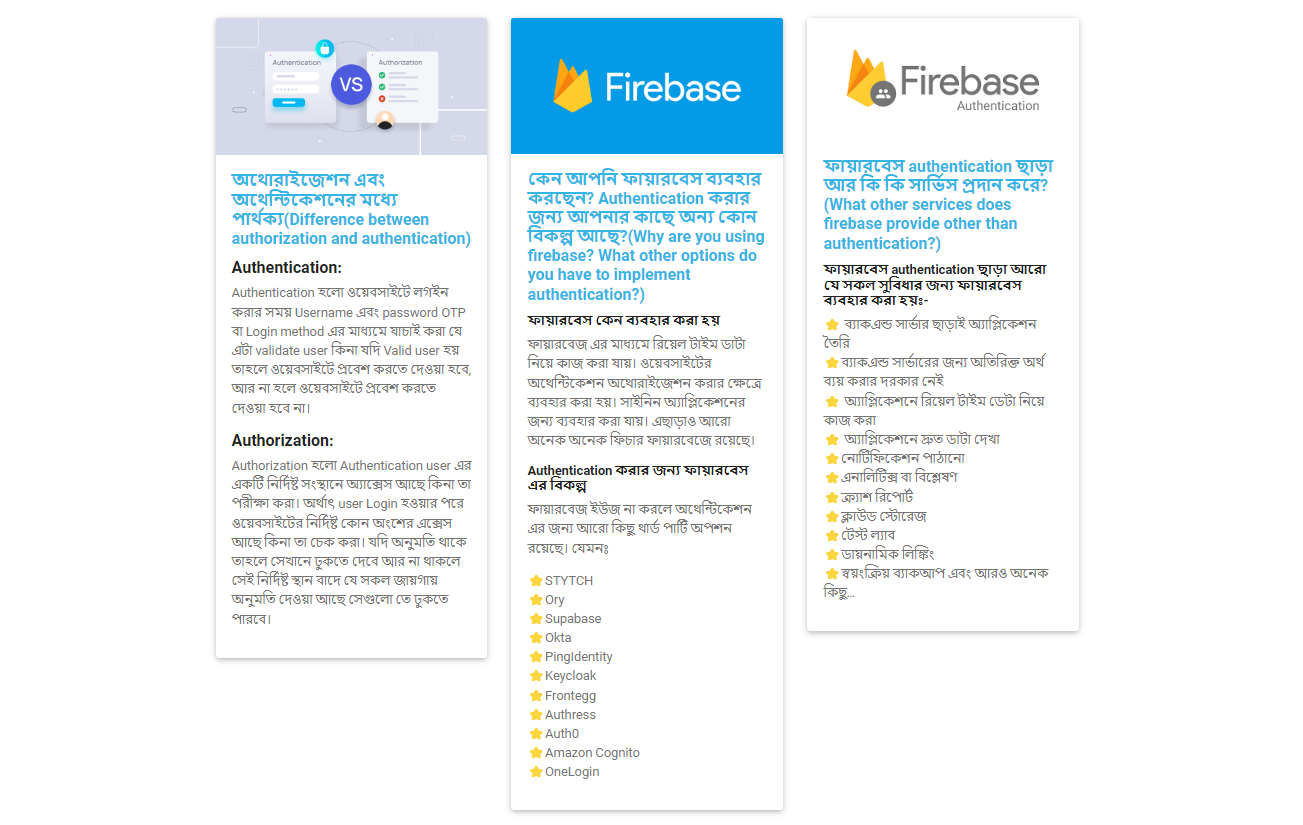 Authentication
VS
Authorization
অথোরাইজেশন এবং
অথেন্টিকেশনের মধ্যে
পার্থক্য(Difference between
authorization and authentication)
Authentication:
Authentication হলো ওয়েবসাইটে লগইন
করার সময় Username এবং password OTP
বা Login method এর মাধ্যমে যাচাই করা যে
এটা validate user কিনা যদি Valid user হয়
তাহলে ওয়েবসাইটে প্রবেশ করতে দেওয়া হবে,
আর না হলে ওয়েবসাইটে প্রবেশ করতে
দেওয়া হবে না।
Authorization:
Authorization হলো Authentication user এর
একটি নির্দিষ্ট সংস্থানে অ্যাক্সেস আছে কিনা তা
পরীক্ষা করা। অর্থাৎ user Login হওয়ার পরে
ওয়েবসাইটের নির্দিষ্ট কোন অংশের এক্সেস
আছে কিনা তা চেক করা। যদি অনুমতি থাকে
তাহলে সেখানে ঢুকতে দেবে আর না থাকলে
সেই নির্দিষ্ট স্থান বাদে যে সকল জায়গায়
অনুমতি দেওয়া আছে সেগুলো তে ঢুকতে
পারবে।
Firebase
কেন আপনি ফায়ারবেস ব্যবহার
করছেন? Authentication করার
জন্য আপনার কাছে অন্য কোন
বিকল্প আছে?(Why are you using
firebase? What other options do
you have to implement
authentication?)
ফায়ারবেস কেন ব্যবহার করা হয়
ফায়ারবেজ এর মাধ্যমে রিয়েল টাইম ডাটা
নিয়ে কাজ করা যায়। ওয়েবসাইটের
অথেন্টিকেশন অথোরাইজেশন করার ক্ষেত্রে
ব্যবহার করা হয়। সাইনিন অ্যাপ্লিকেশনের
জন্য ব্যবহার করা যায়। এছাড়াও আরো
অনেক অনেক ফিচার ফায়ারবেজে রয়েছে।
Authentication করার জন্য ফায়ারবেস
এর বিকল্প
ফায়ারবেজ ইউজ না করলে অথেন্টিকেশন
এর জন্য আরো কিছু থার্ড পার্টি অপশন
রয়েছে। যেমনঃ
⭐STYTCH
⭐Ory
⭐Supabase
⭐Okta
⭐PingIdentity
⭐Keycloak
⭐Frontegg
⭐Authress
⭐Auth0
⭐Amazon Cognito
⭐OneLogin
Firebase
Authentication
ফায়ারবেস authentication ছাড়া
আর কি কি সার্ভিস প্রদান করে?
(What other services does
firebase provide other than
authentication?)
ফায়ারবেস authentication ছাড়া আরো
যে সকল সুবিধার জন্য ফায়ারবেস
ব্যবহার করা হয়ঃ-
⭐ ব্যাকএন্ড সার্ভার ছাড়াই অ্যাপ্লিকেশন
তৈরি
⭐ব্যাকএন্ড সার্ভারের জন্য অতিরিক্ত অর্থ
ব্যয় করার দরকার নেই
⭐ অ্যাপ্লিকেশনে রিয়েল টাইম ডেটা নিয়ে
কাজ করা
⭐ অ্যাপ্লিকেশনে দ্রুত ডাটা দেখা
⭐নোটিফিকেশন পাঠানো
⭐এনালিটিক্স বা বিশ্লেষণ
⭐ক্র্যাশ রিপোর্ট
⭐ক্লাউড স্টোরেজ
⭐টেস্ট ল্যাব
⭐ডায়নামিক লিঙ্কিং
⭐স্বয়ংক্রিয় ব্যাকআপ এবং আরও অনেক
কিছু...